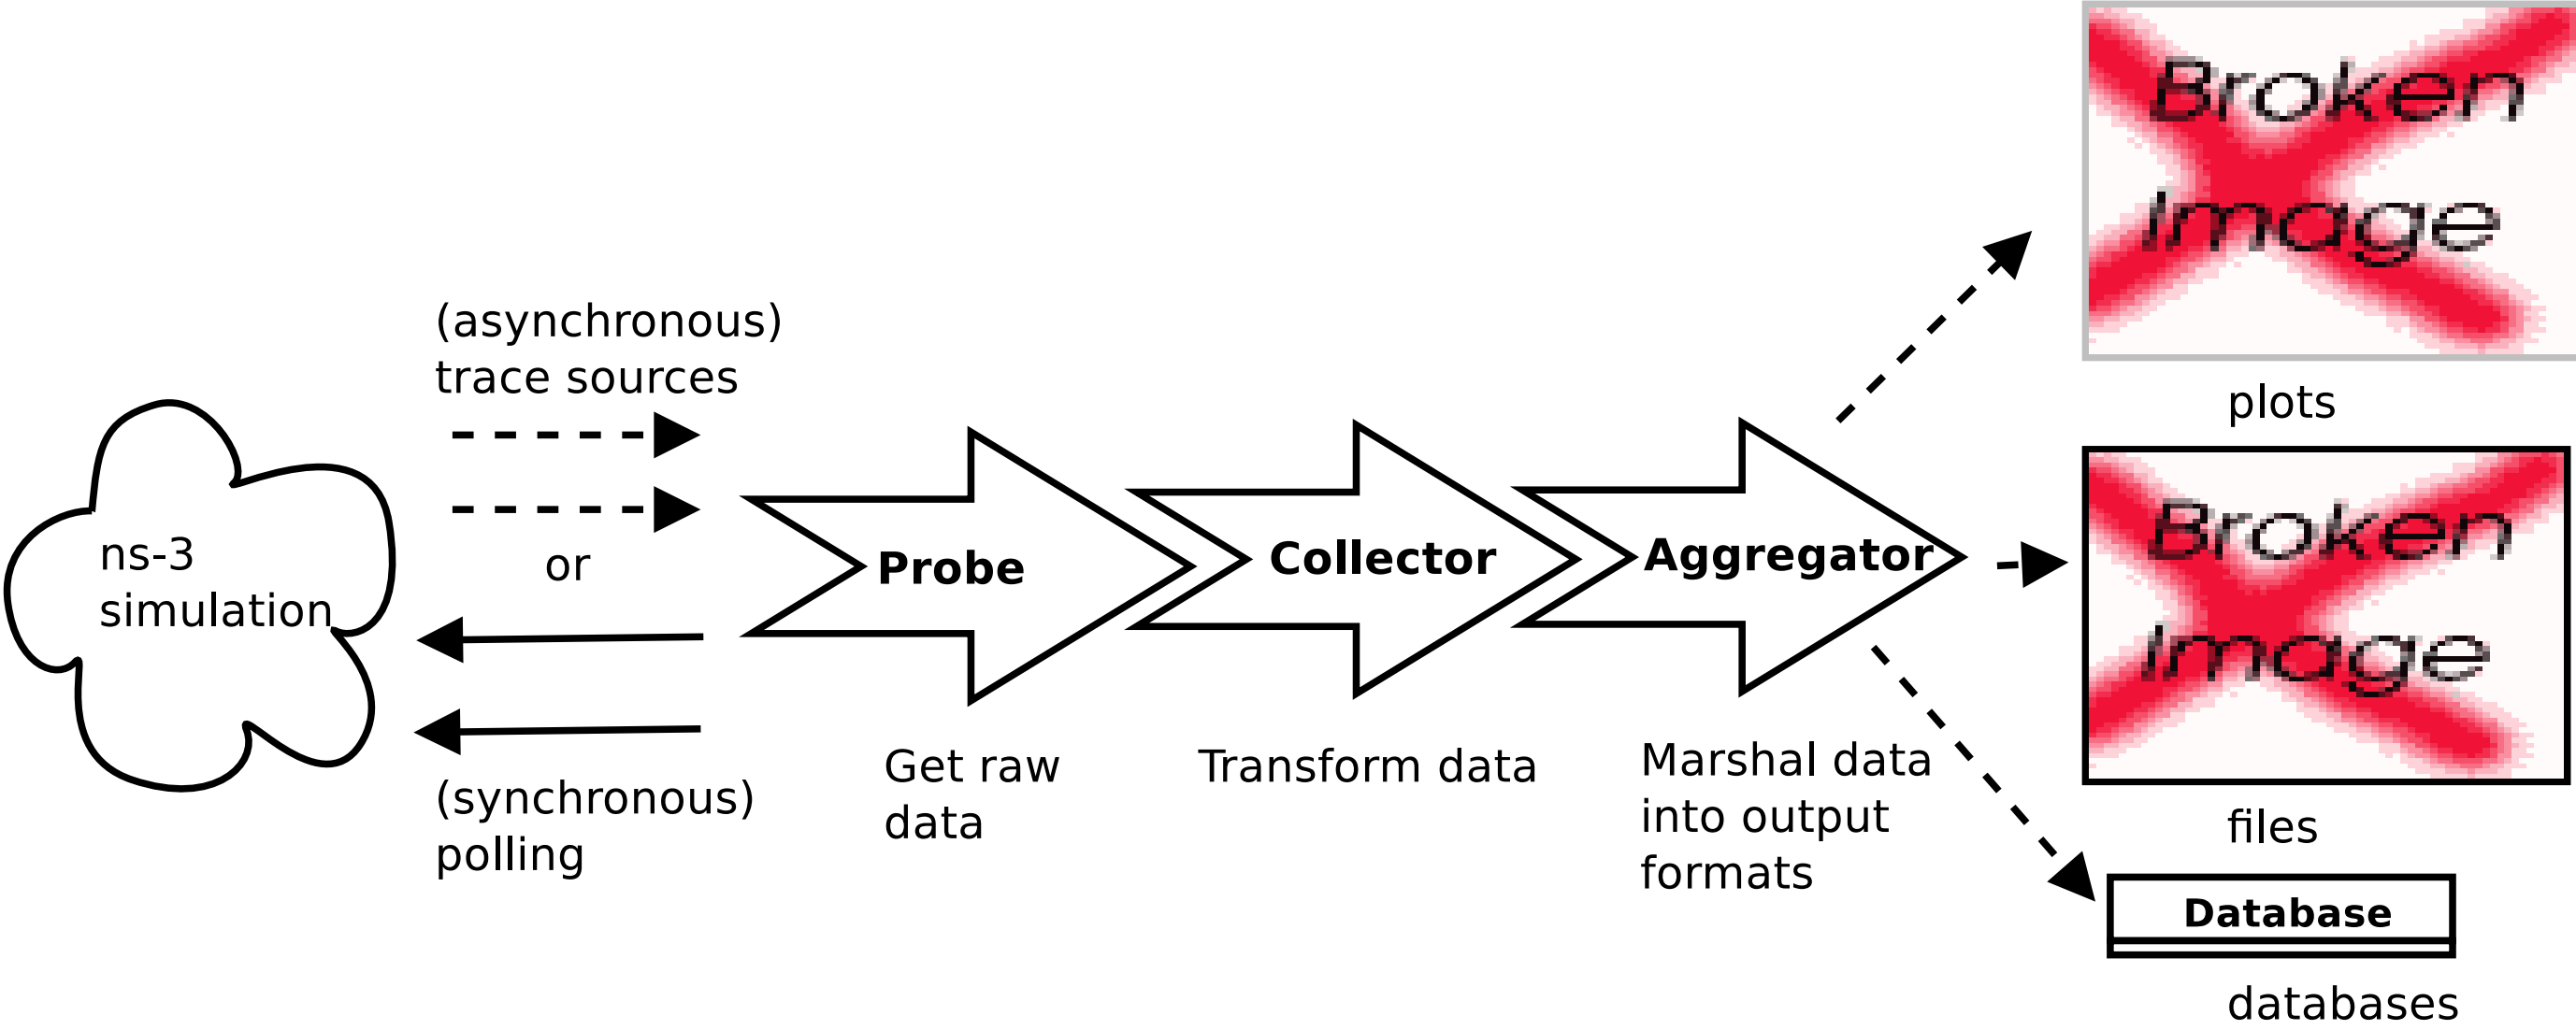 Broken
Image
plots
(asynchronous)
trace sources
or
ns-3
simulation
(synchronous)
polling
Probe
Get raw
data
Collector
Transform data
Aggregator
Marshal data
into output
formats
Broken
Image
files
Database
databases